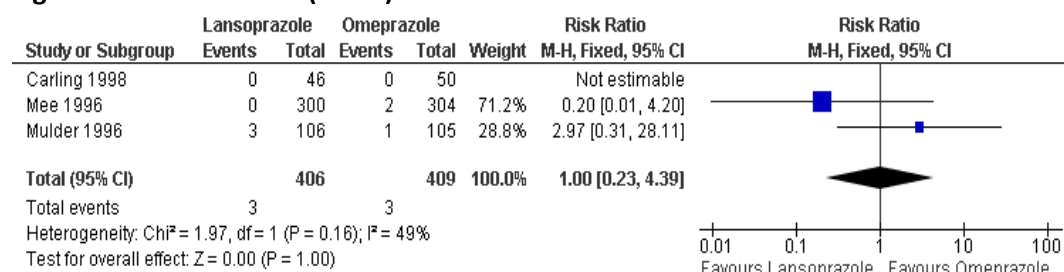 Lansoprazole Omeprazole Risk Ratio Risk Ratio
Study or Subgroup Events Total Events Total Weight M-H, Fixed, 95% CI M-H, Fixed, 95% CI
Carling 1998 0 46 0 50 Not estimable
Mee 1996 0 300 2 304 71.2% 0.20 [0.01, 4.20]
Mulder 1996 3 106 1 105 28.8% 2.97 [0.31, 28.11]
Total (95% CI) 406 409 100.0% 1.00 [0.23, 4.39]
Total events 3 3
Heterogeneity: Chi² = 1.97, df = 1 (P = 0.16); I² = 49%
Test for overall effect: Z = 0.00 (P = 1.00)
0.01 0.1 1 10 100
Favours Lansoprazole Favours Omeprazole